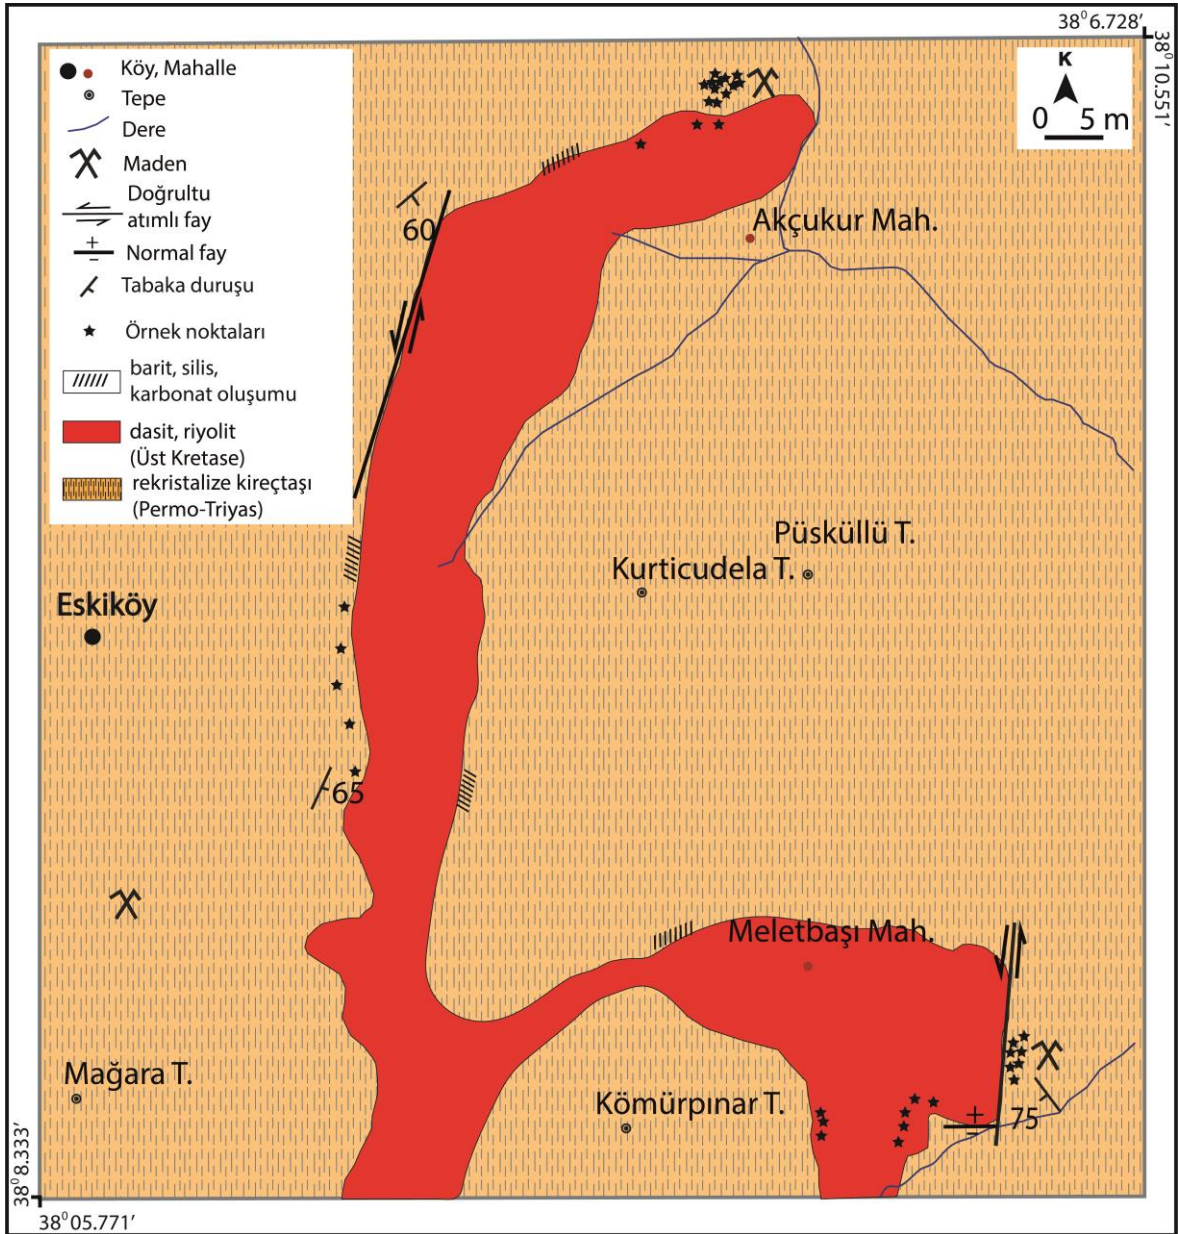 38⁰6.728′
38⁰10.551′
Köy, Mahalle
Tepe
Dere
Maden
Doğrultu
atımlı fay
Normal fay
Tabaka duruşu
Örnek noktaları
barit, silis,
karbonat oluşumu
dasit, riyolit
(Üst Kretase)
rekristalize kireçtaşı
(Permo-Triyas)
K
0 5 m
60
Akçukur Mah.
Püsküllü T.
Kurticudela T.
Eskiköy
65
Meletbaşı Mah.
Mağara T.
Kömürpınar T.
75
38⁰8.333′
38⁰05.771′